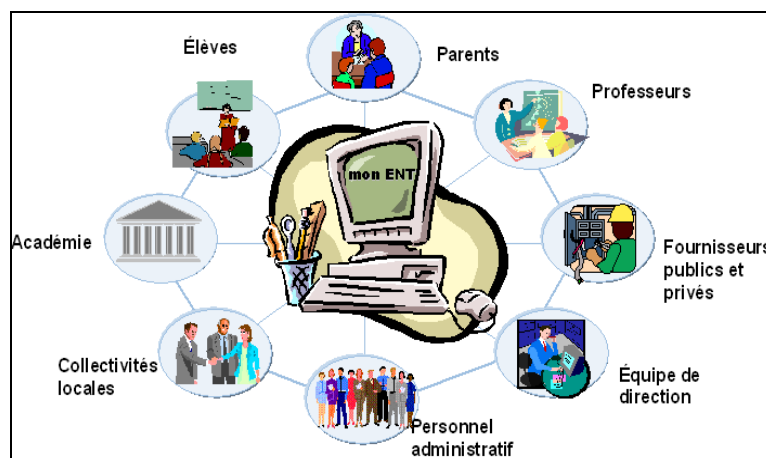 Élèves
Parents
Professeurs
mon ENT
Académie
Fournisseurs
publics et
privés
Collectivités
locales
Équipe de
direction
Personnel
administratif